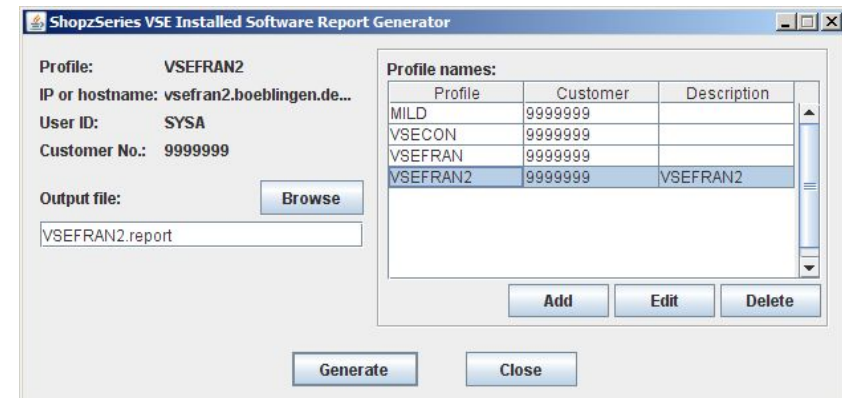 ShopzSeries VSE Installed Software Report Generator
Profile: VSEFRAN2
IP or hostname: vsefran2.boeblingen.de...
User ID: SYSA
Customer No.: 9999999
Output file:
Browse
VSEFRAN2.report
Profile names:
Profile Customer Description
MILD 9999999
VSECON 9999999
VSEFRAN 9999999
VSEFRAN2 9999999 VSEFRAN2
Add Edit Delete
Generate Close